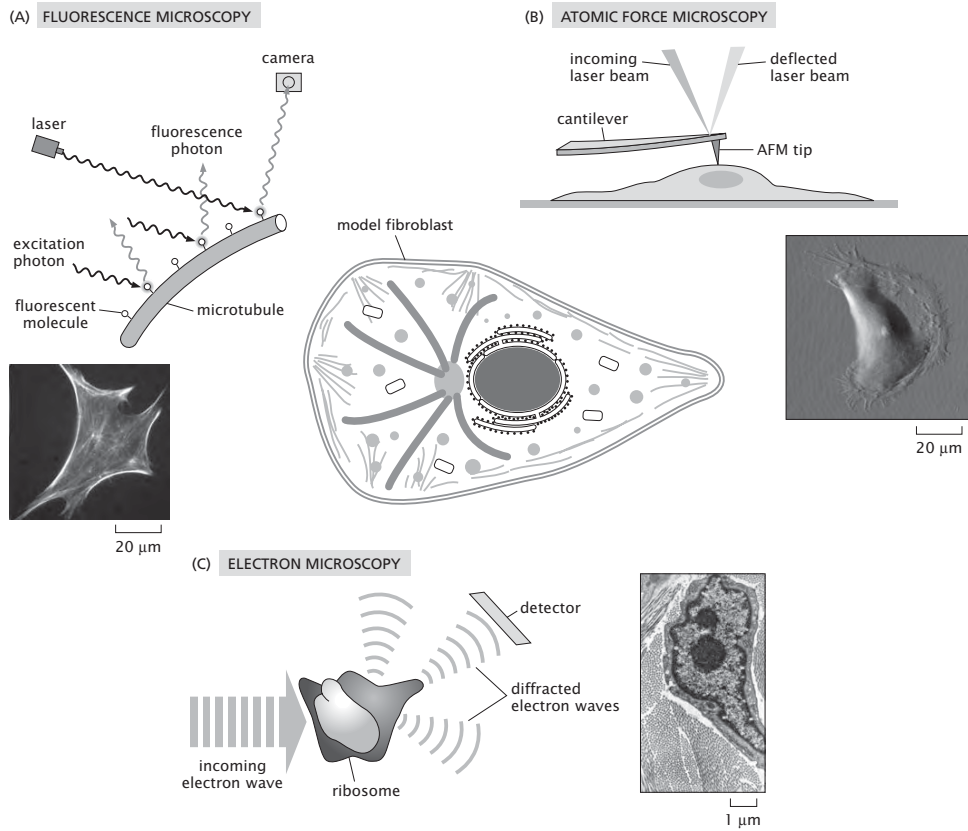 (A) FLUORESCENCE MICROSCOPY
camera
laser
fluorescence
photon
excitation
photon
fluorescent
molecule
microtubule
20 μm
(B) ATOMIC FORCE MICROSCOPY
incoming
laser beam
deflected
laser beam
cantilever
AFM tip
20 μm
model fibroblast
(C) ELECTRON MICROSCOPY
detector
diffracted
electron waves
incoming
electron wave
ribosome
1 μm